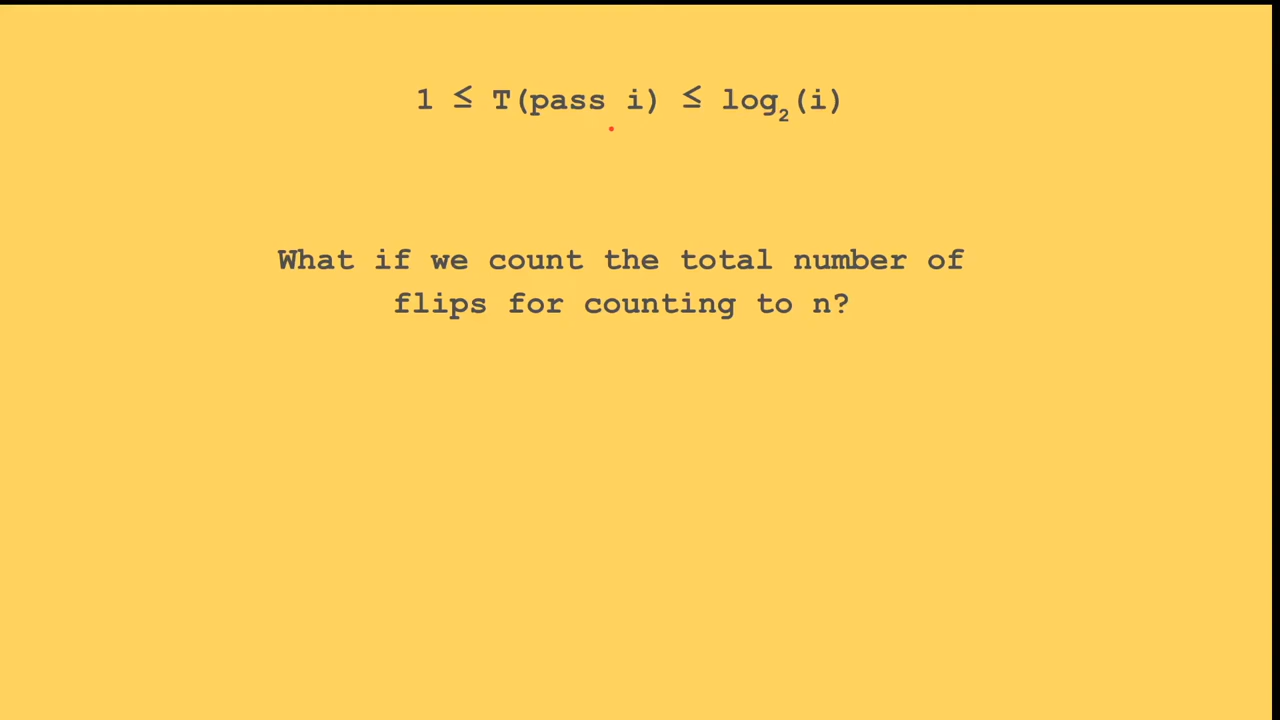 1 ≤ T(pass i) ≤ log₂(i)
What if we count the total number of
flips for counting to n?